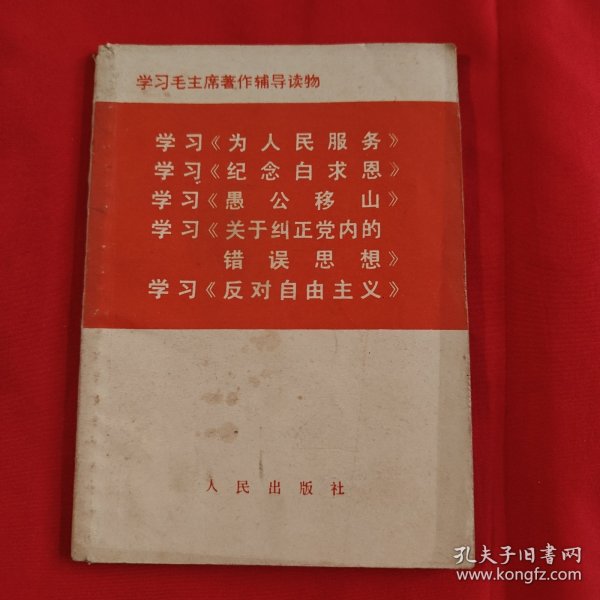 学习毛主席著作辅导读物
学习《为人民服务》
学习《纪念白求恩》
学习《愚公移山》
学习《关于纠正党内的
错误思想》
学习《反对自由主义》
人民出版社
孔夫子旧书网
www.kongfz.com